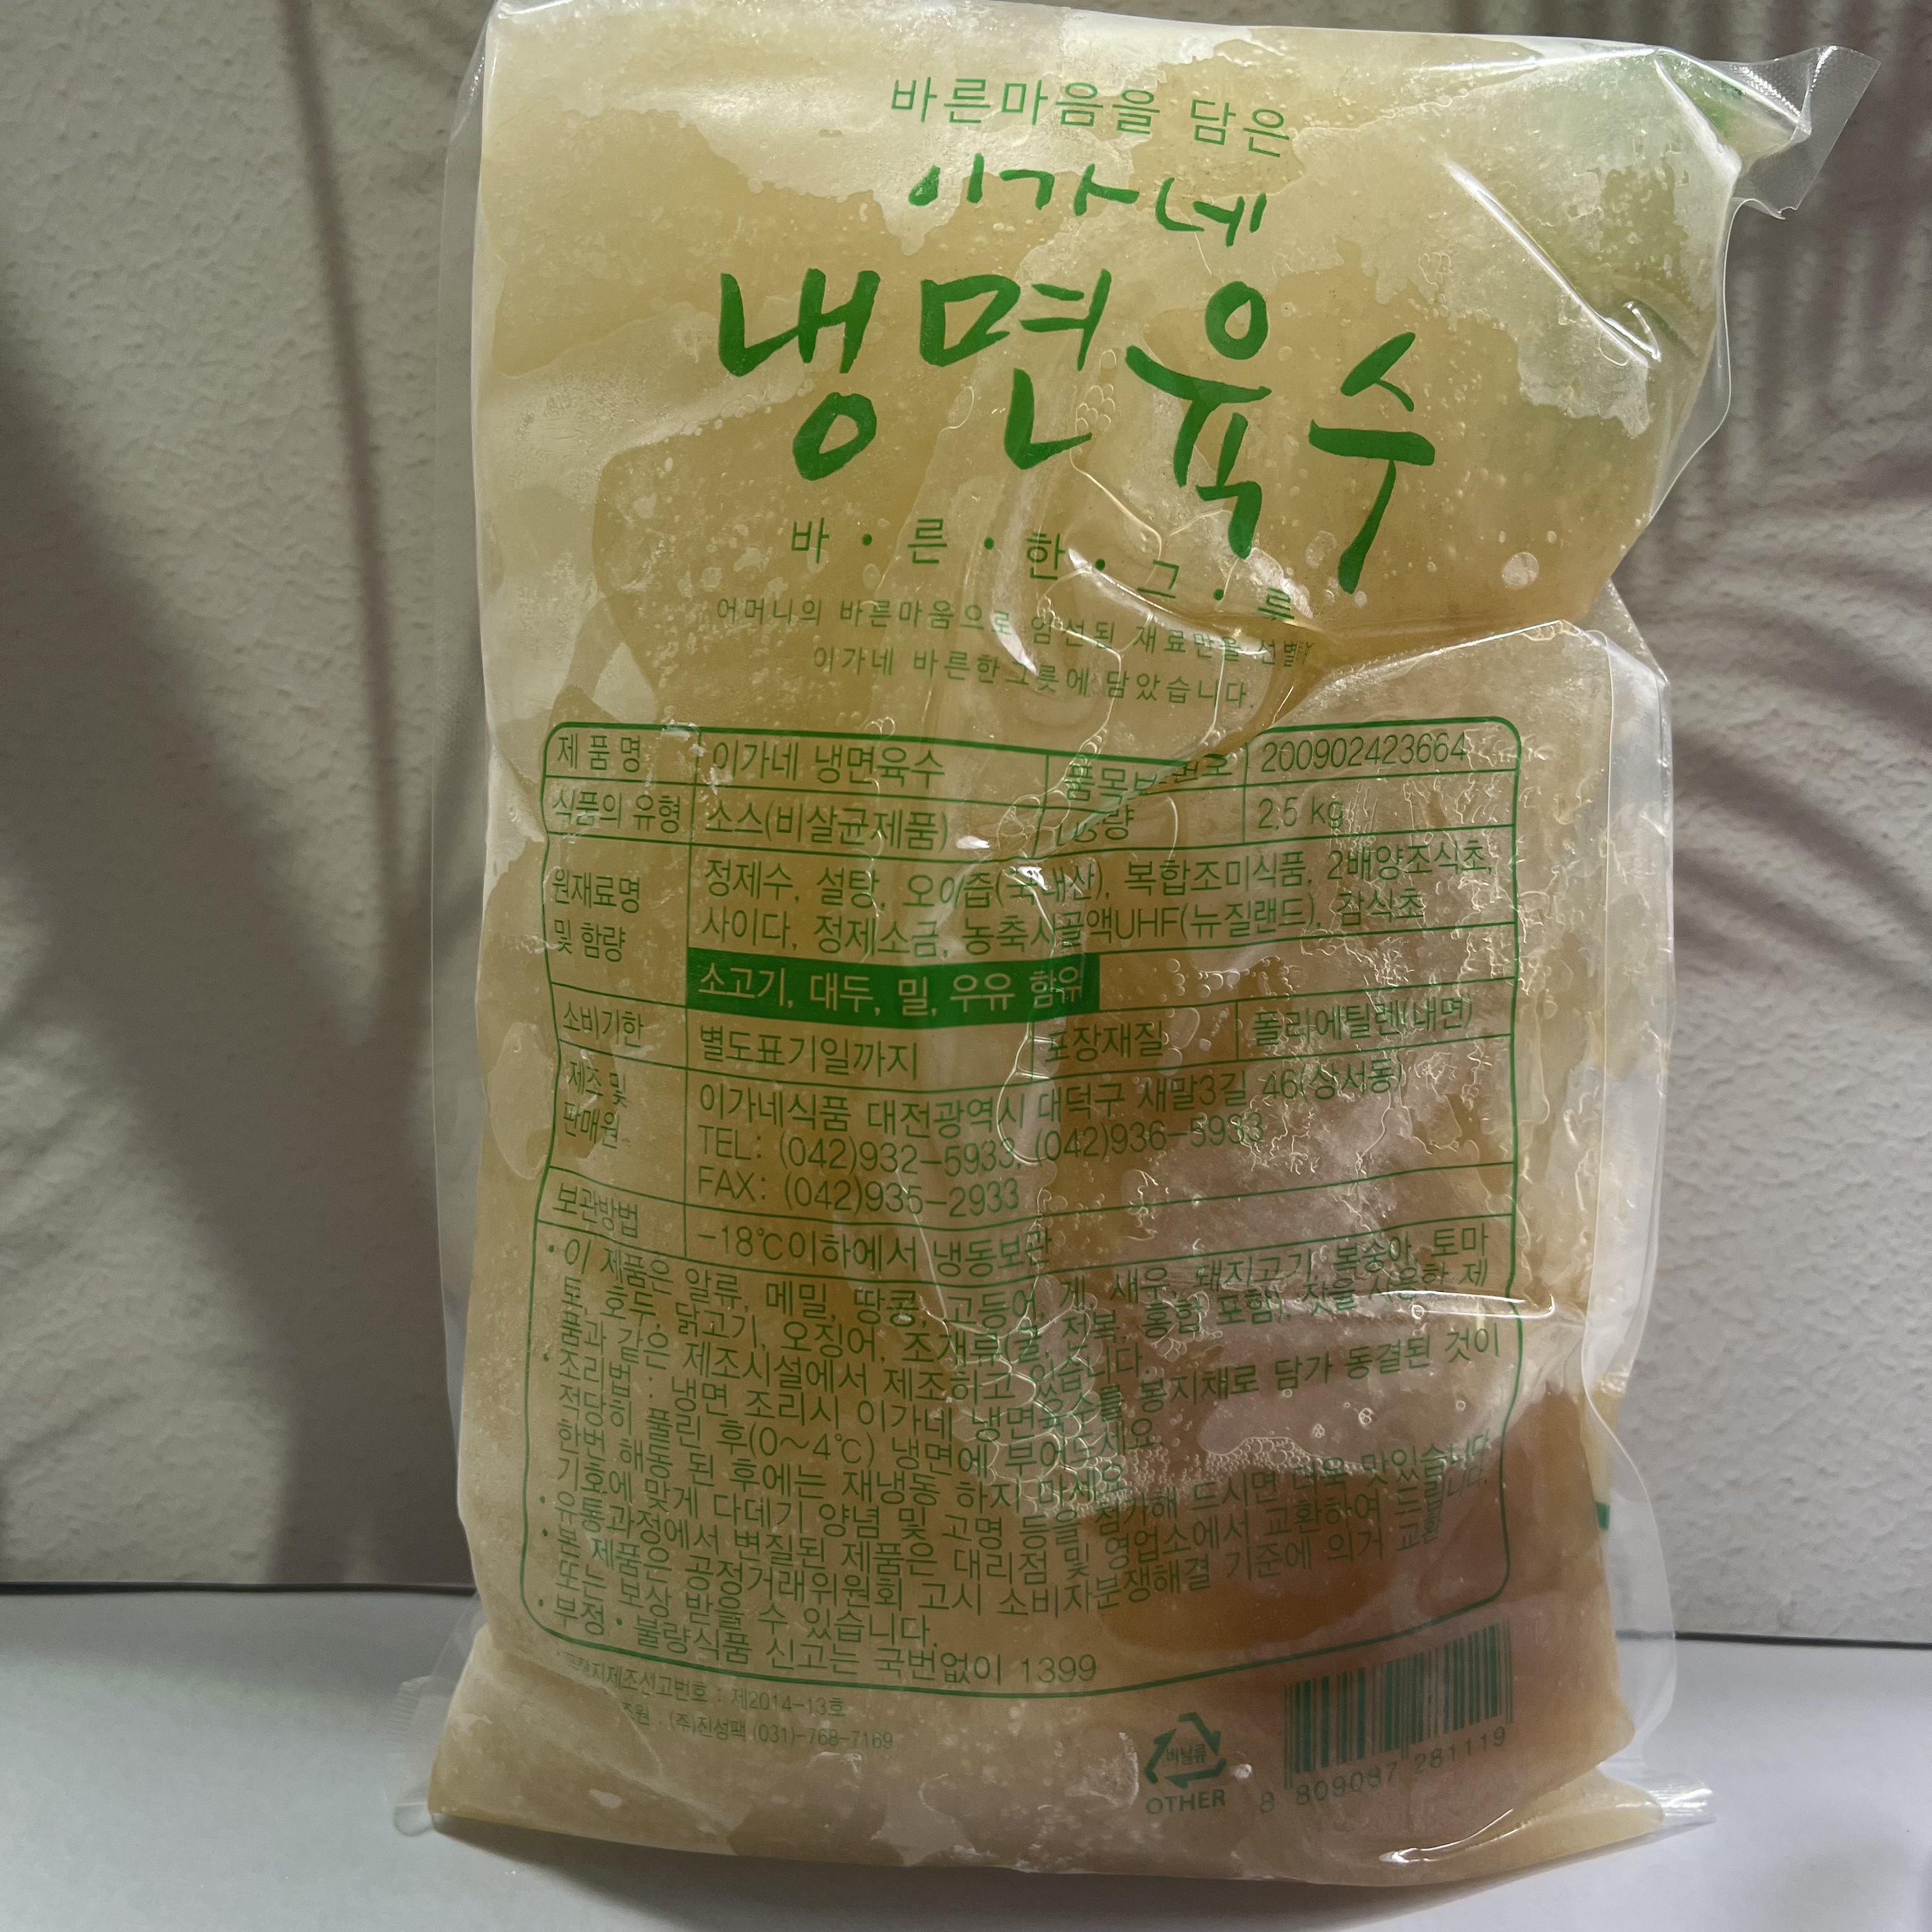 바른마음을 담은
이가네
냉면육수
바 · 른 · 한 · 그 · 릇
어머니의 바른마음으로 엄선된 재료만을 선별
이가네 바른한그릇에 담았습니다.
제 품 명 이가네 냉면육수 200902423664
식품의 유형 소스(비살균제품) 2.5 kg
원재료명 및 함량
정제수, 설탕, 오이즙(국내산), 복합조미식품, 2배양조식초,
사이다, 정제소금, 농축사골액UHF(뉴질랜드), 감식초
소고기, 대두, 밀, 우유 함유
소비기한 별도표기일까지 포장재질 폴리에틸렌(내면)
제조 및 판매원
이가네식품 대전광역시 대덕구 새말3길 46(상서동)
TEL: (042)932-5933, (042)936-5933
FAX: (042)935-2933
보관방법 -18℃이하에서 냉동보관
· 이 제품은 알류, 메밀, 땅콩, 고등어, 게, 새우, 돼지고기, 복숭아, 토마
토, 호두, 닭고기, 오징어, 조개류(굴, 전복, 홍합 포함), 잣을 사용한 제
품과 같은 제조시설에서 제조하고 있습니다.
· 조리법 : 냉면 조리시 이가네 냉면육수를 봉지채로 담가 동결된 것이
적당히 풀린 후(0~4℃) 냉면에 부어드세요.
한번 해동 된 후에는 재냉동 하지 마세요.
기호에 맞게 다데기 양념 및 고명 등을 첨가해 드시면 더욱 맛있습니다.
· 유통과정에서 변질된 제품은 대리점 및 영업소에서 교환하여 드립니다.
· 본 제품은 공정거래위원회 고시 소비자분쟁해결 기준에 의거 교환
또는 보상 받을 수 있습니다.
· 부정 · 불량식품 신고는 국번없이 1399
제2014-13호
(주)진성팩 (031)-768-7169
비닐류
OTHER
8 809087 281119